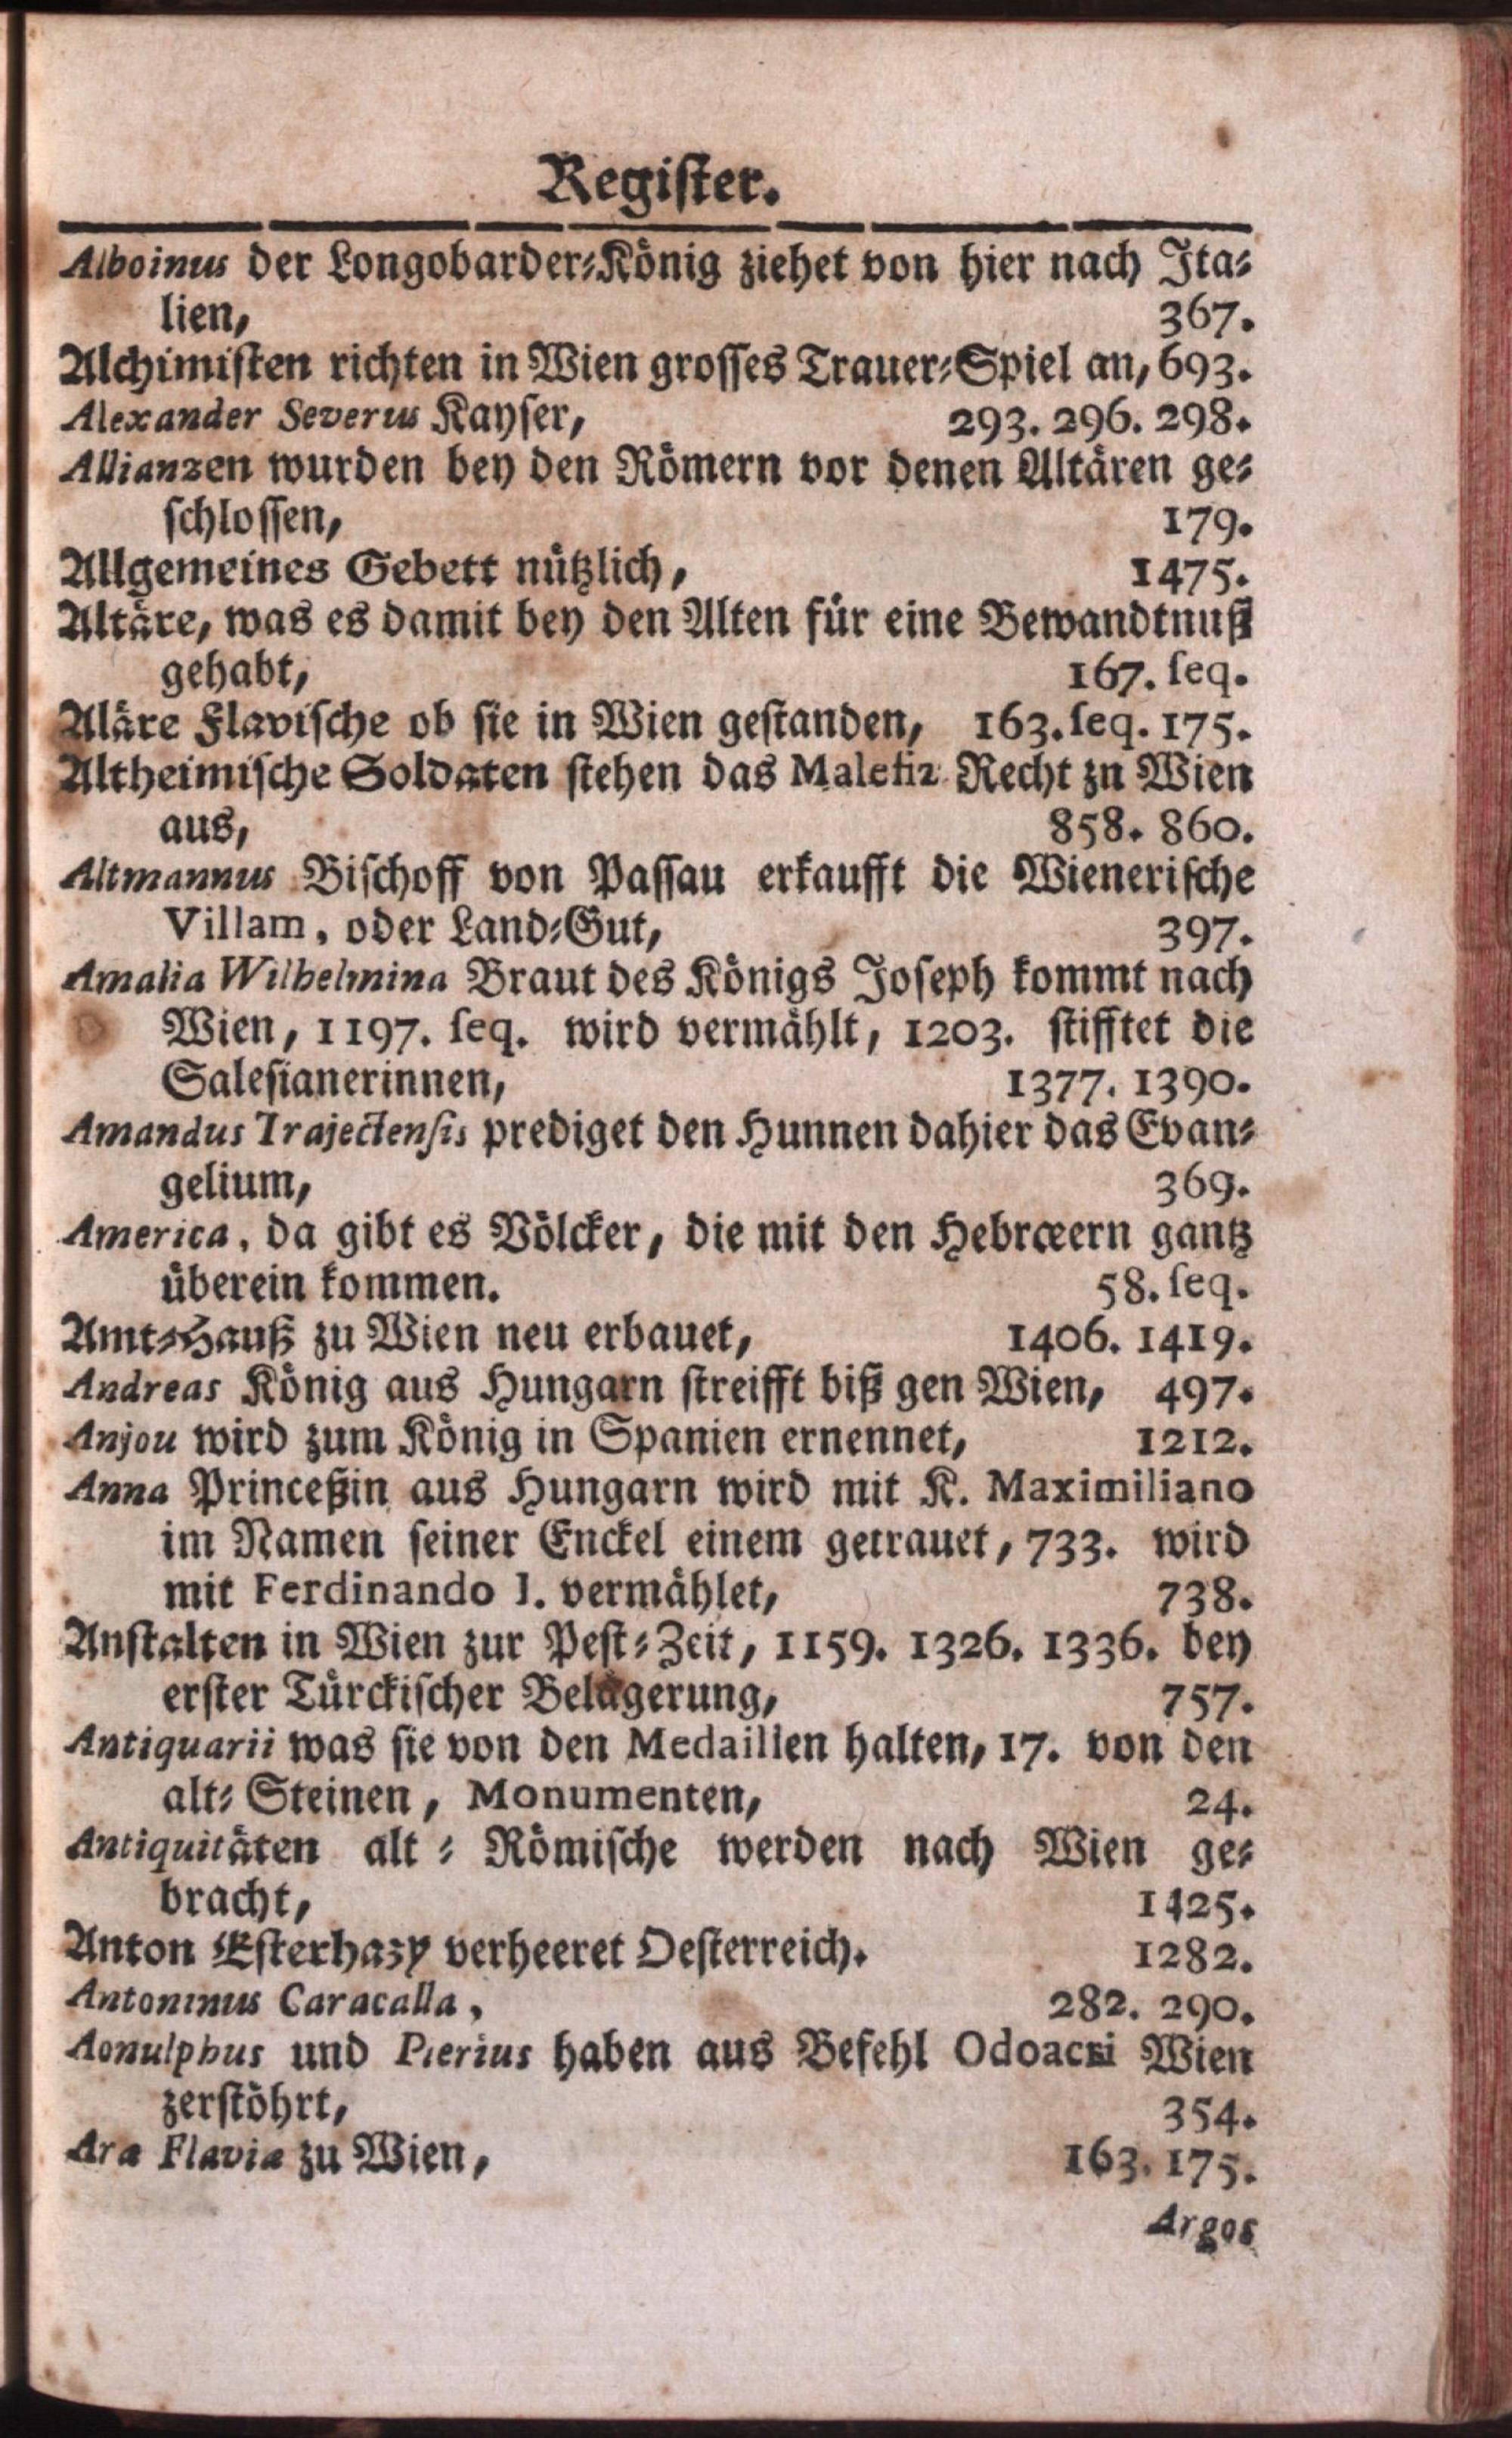 Register.
Alboinus der Longobarder-König ziehet von hier nach Ita-
lien, 367.
Alchimisten richten in Wien grosses Trauer-Spiel an, 693.
Alexander Severus Kayser, 293. 296. 298.
Allianzen wurden bey den Römern vor denen Altären ge-
schlossen, 179.
Allgemeines Gebett nützlich, 1475.
Altäre, was es damit bey den Alten für eine Bewandtnuß
gehabt, 167. seq.
Aläre Flavische ob sie in Wien gestanden, 163. seq. 175.
Altheimische Soldaten stehen das Malefiz Recht zu Wien
aus, 858. 860.
Altmannus Bischoff von Passau erkaufft die Wienerische
Villam, oder Land-Gut, 397.
Amalia Wilhelmina Braut des Königs Joseph kommt nach
Wien, 1197. seq. wird vermählt, 1203. stifftet die
Salesianerinnen, 1377. 1390.
Amandus Trajectensis prediget den Hunnen dahier das Evan-
gelium, 369.
America, da gibt es Völcker, die mit den Hebræern gantz
überein kommen. 58. seq.
Amt-Hauß zu Wien neu erbauet, 1406. 1419.
Andreas König aus Hungarn streifft biß gen Wien, 497.
Anjou wird zum König in Spanien ernennet, 1212.
Anna Princeßin aus Hungarn wird mit K. Maximiliano
im Namen seiner Enckel einem getrauet, 733. wird
mit Ferdinando I. vermählet, 738.
Anstalten in Wien zur Pest-Zeit, 1159. 1326. 1336. bey
erster Türckischer Belägerung, 757.
Antiquarii was sie von den Medaillen halten, 17. von den
alt- Steinen, Monumenten, 24.
Antiquitäten alt - Römische werden nach Wien ge-
bracht, 1425.
Anton Esterhazy verheeret Oesterreich. 1282.
Antoninus Caracalla, 282. 290.
Aonulphus und Pierius haben aus Befehl Odoacri Wien
zerstöhrt, 354.
Aræ Flaviæ zu Wien, 163. 175.
Argos